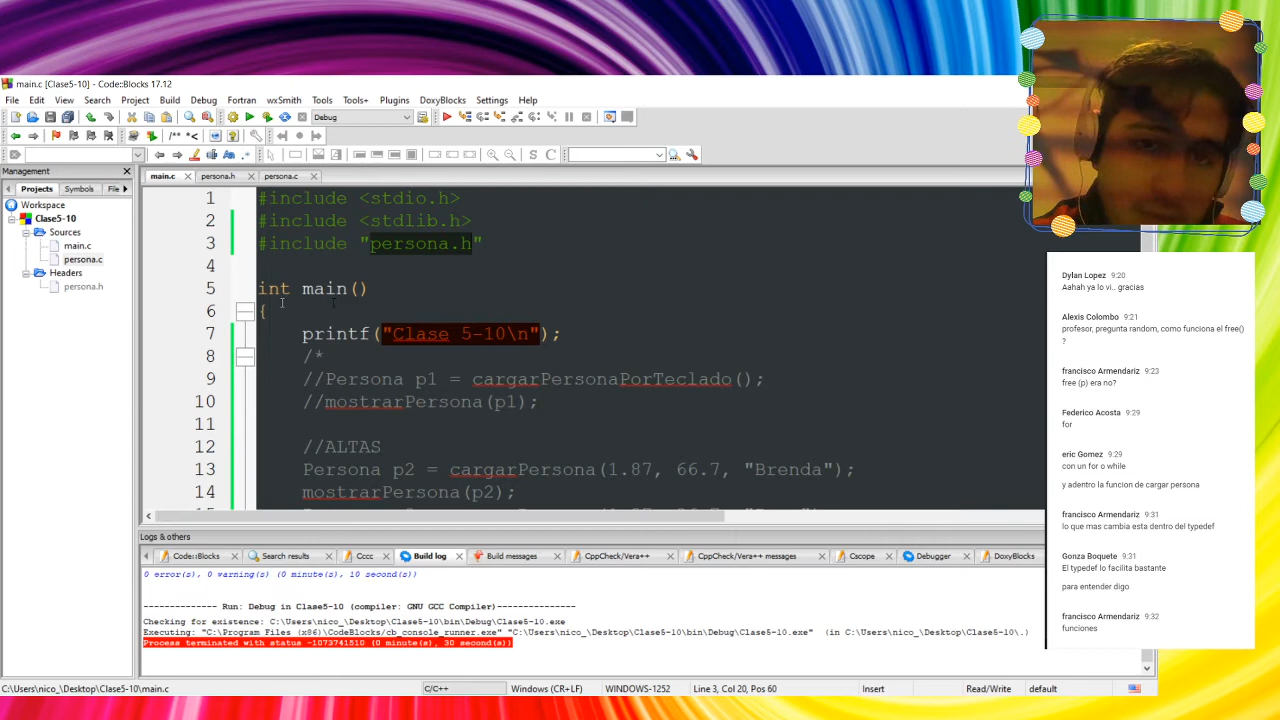 main.c [Clase5-10] - Code::Blocks 17.12
File Edit View Search Project Build Debug Fortran wxSmith Tools Tools+ Plugins DoxyBlocks Settings Help
Debug
/** *<
Aa
S C
Management
main.c persona.h persona.c
Projects Symbols File
Workspace
Clase5-10
Sources
main.c
persona.c
Headers
persona.h
1 #include <stdio.h>
2 #include <stdlib.h>
3 #include "persona.h"
4
5 int main()
6 {
7 printf("Clase 5-10\n");
8 /*
9 //Persona p1 = cargarPersonaPorTeclado();
10 //mostrarPersona(p1);
11
12 //ALTAS
13 Persona p2 = cargarPersona(1.87, 66.7, "Brenda");
14 mostrarPersona(p2);
Logs & others
Code::Blocks Search results Cccc Build log Build messages CppCheck/Vera++ CppCheck/Vera++ messages Cscope Debugger DoxyBlocks
0 error(s), 0 warning(s) (0 minute(s), 10 second(s))
-------------- Run: Debug in Clase5-10 (compiler: GNU GCC Compiler)---------------
Checking for existence: C:\Users\nico_\Desktop\Clase5-10\bin\Debug\Clase5-10.exe
Executing: "C:\Program Files (x86)\CodeBlocks/cb_console_runner.exe" "C:\Users\nico_\Desktop\Clase5-10\bin\Debug\Clase5-10.exe" (in C:\Users\nico_\Desktop\Clase5-10\.)
Process terminated with status -1073741510 (0 minute(s), 30 second(s))
C:\Users\nico_\Desktop\Clase5-10\main.c C/C++ Windows (CR+LF) WINDOWS-1252 Line 3, Col 20, Pos 60 Insert Read/Write default
Dylan Lopez 9:20
Aahah ya lo vi.. gracias
Alexis Colombo 9:21
profesor, pregunta random, como funciona el free()
?
francisco Armendariz 9:23
free (p) era no?
Federico Acosta 9:29
for
eric Gomez 9:29
con un for o while
y adentro la funcion de cargar persona
francisco Armendariz 9:31
lo que mas cambia esta dentro del typedef
Gonza Boquete 9:31
El typedef lo facilita bastante
para entender digo
francisco Armendariz 9:32
funciones